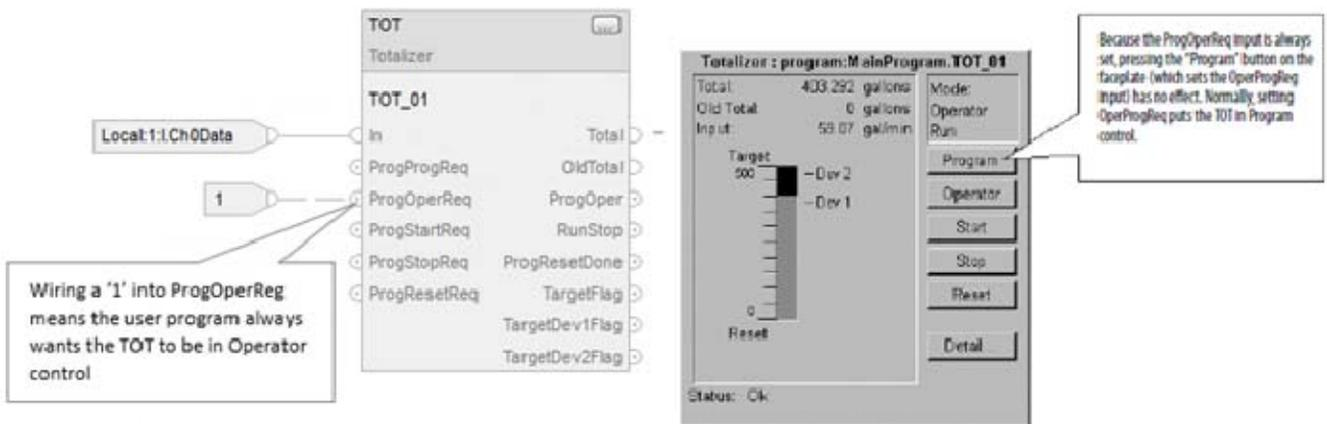 TOT
...
Totalizer
TOT_01
Local:1:I.Ch0Data
In
Total
ProgProgReq
OldTotal
1
ProgOperReq
ProgOper
ProgStartReq
RunStop
ProgStopReq
ProgResetDone
ProgResetReq
TargetFlag
TargetDev1Flag
TargetDev2Flag
Wiring a '1' into ProgOperReg
means the user program always
wants the TOT to be in Operator
control
Totalizor : program:MainProgram.TOT_01
Total: 403.292 gallons
Old Total 0 gallons
Input: 59.07 gal/min
Target
500
Dev 2
Dev 1
0
Reset
Mode:
Operator
Run
Program
Operator
Start
Stop
Reset
Detail...
Status: Ok
Because the ProgOperReq input is always
set, pressing the "Program" button on the
faceplate (which sets the OperProgReq
input) has no effect. Normally, setting
OperProgReq puts the TOT in Program
control.